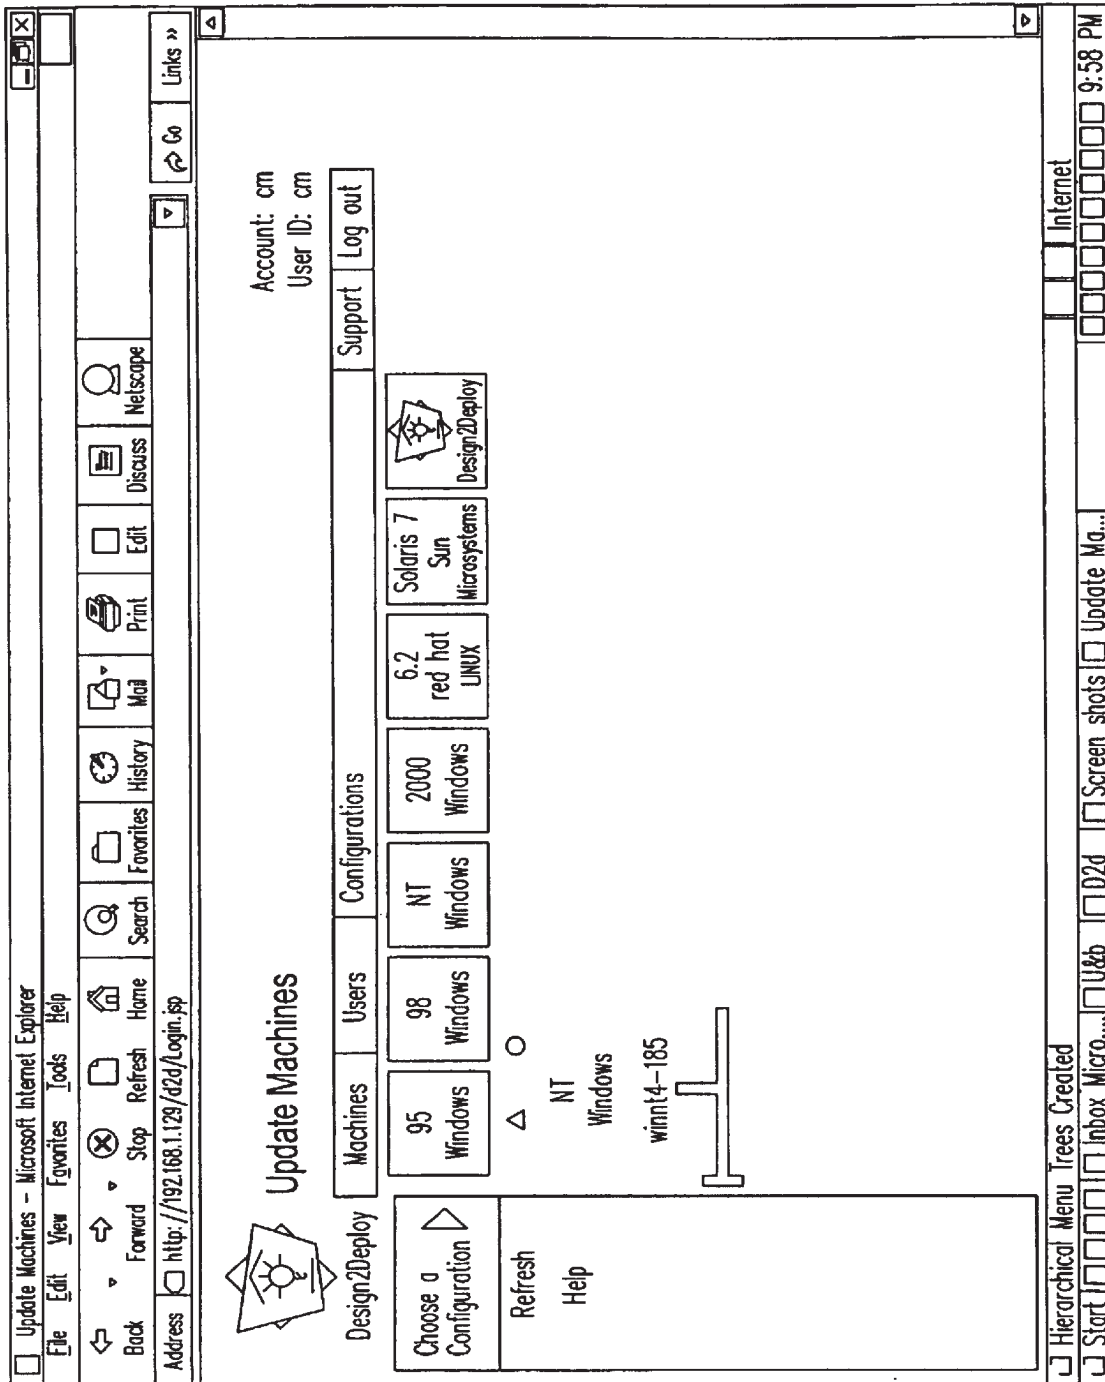 Update Machines – Microsoft Internet Explorer
File Edit View Favorites Tools Help
Back Forward Stop Refresh Home Search Favorites History Mail Print Edit Discuss Netscape
Address http://192.168.1.129/d2d/Login.jsp Go Links »
Design2Deploy
Update Machines
Account: cm
User ID: cm
Machines Users Configurations Support Log out
Choose a
Configuration
Refresh
Help
95
Windows
98
Windows
NT
Windows
2000
Windows
6.2
red hat
LINUX
Solaris 7
Sun
Microsystems
Design2Deploy
NT
Windows
winnt4-185
Hierarchical Menu Trees Created Internet
Start Inbox Micro... U&b D2d Screen shots Update Ma... 9:58 PM